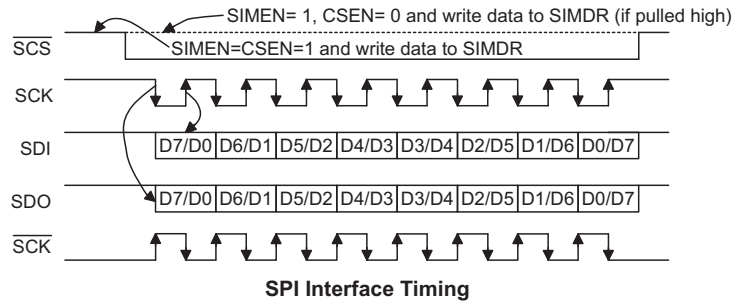 SIMEN= 1, CSEN= 0 and write data to SIMDR (if pulled high)
SCS
SIMEN=CSEN=1 and write data to SIMDR
SCK
SDI
D7/D0 D6/D1 D5/D2 D4/D3 D3/D4 D2/D5 D1/D6 D0/D7
SDO
D7/D0 D6/D1 D5/D2 D4/D3 D3/D4 D2/D5 D1/D6 D0/D7
SCK
SPI Interface Timing